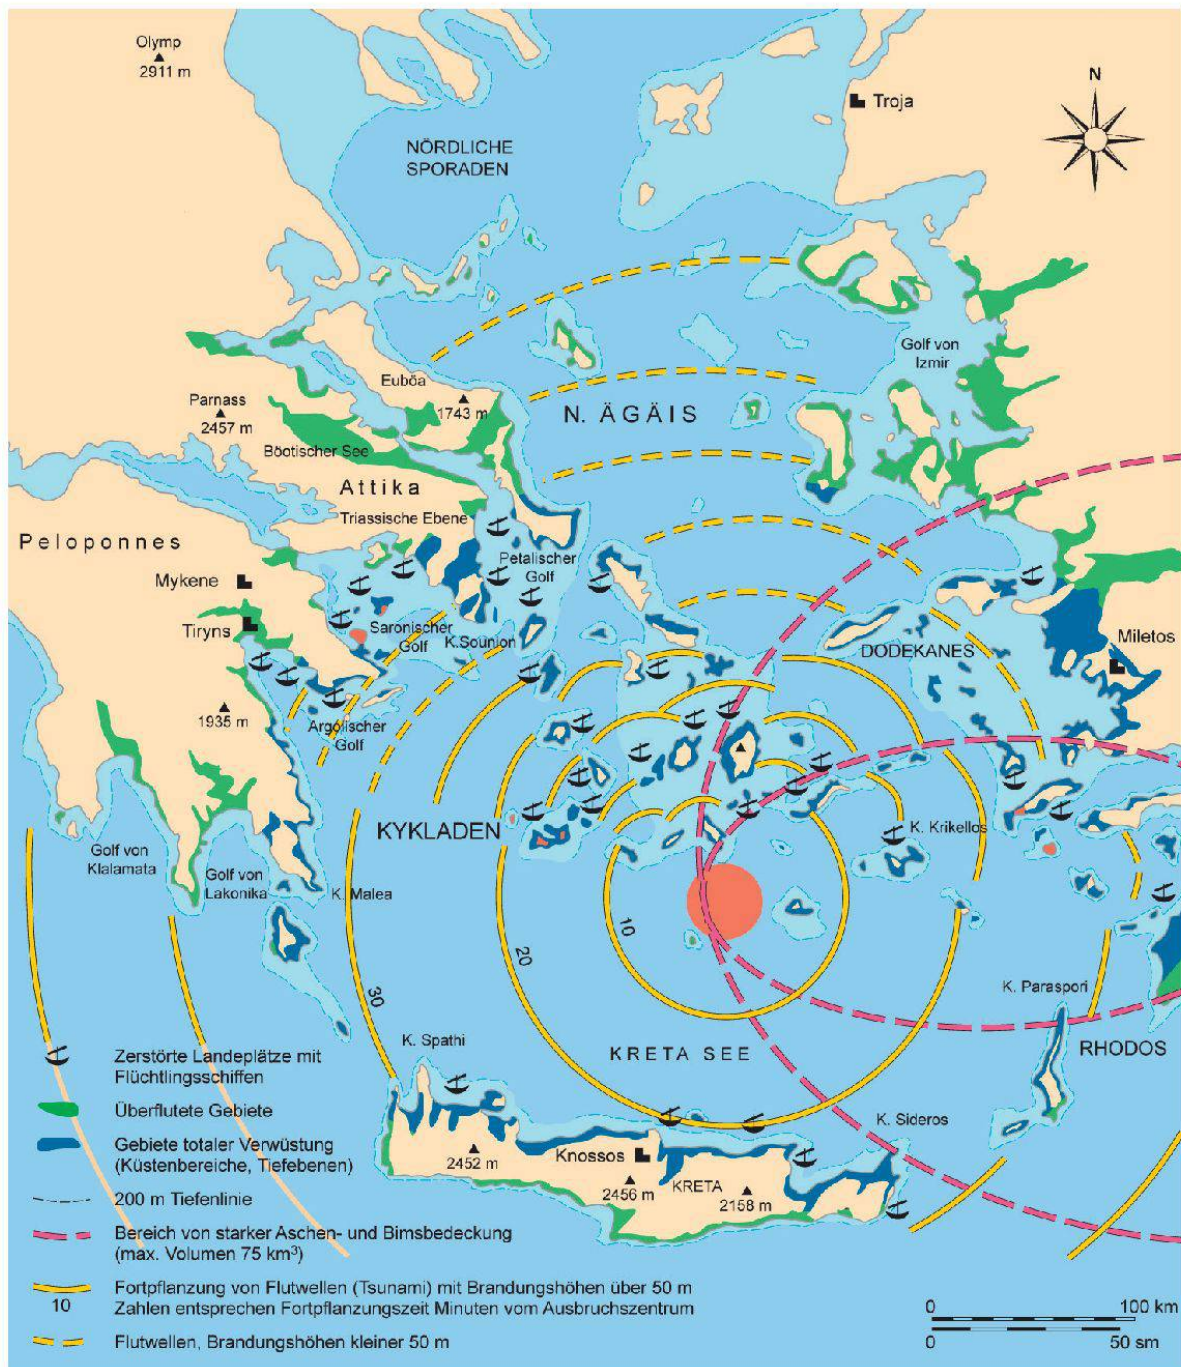 Olymp
2911 m
N
Troja
NÖRDLICHE
SPORADEN
Golf von
Izmir
Euböa
Parnass
2457 m
1743 m
N. ÄGÄIS
Böotischer See
Attika
Triassische Ebene
Peloponnes
Petalischer
Golf
Mykene
Tiryns
Saronischer
Golf
K.Sounion
DODEKANES
Miletos
1935 m
Argolischer
Golf
KYKLADEN
K. Krikellos
Golf von
Klalamata
Golf von
Lakonika
K. Malea
10
20
30
K. Paraspori
K. Spathi
KRETA SEE
RHODOS
K. Sideros
2452 m
Knossos
2456 m
KRETA
2158 m
Zerstörte Landeplätze mit
Flüchtlingsschiffen
Überflutete Gebiete
Gebiete totaler Verwüstung
(Küstenbereiche, Tiefebenen)
200 m Tiefenlinie
Bereich von starker Aschen- und Bimsbedeckung
(max. Volumen 75 km³)
Fortpflanzung von Flutwellen (Tsunami) mit Brandungshöhen über 50 m
10 Zahlen entsprechen Fortpflanzungszeit Minuten vom Ausbruchszentrum
Flutwellen, Brandungshöhen kleiner 50 m
0 100 km
0 50 sm